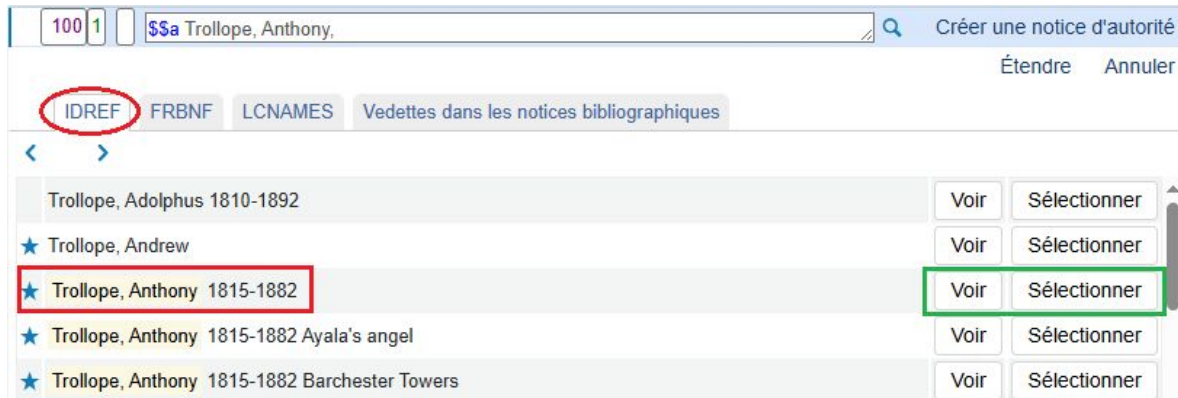 100 1 $$a Trollope, Anthony, Créer une notice d'autorité
Étendre Annuler
IDREF FRBNF LCNAMES Vedettes dans les notices bibliographiques
Trollope, Adolphus 1810-1892 Voir Sélectionner
Trollope, Andrew Voir Sélectionner
Trollope, Anthony 1815-1882 Voir Sélectionner
Trollope, Anthony 1815-1882 Ayala's angel Voir Sélectionner
Trollope, Anthony 1815-1882 Barchester Towers Voir Sélectionner